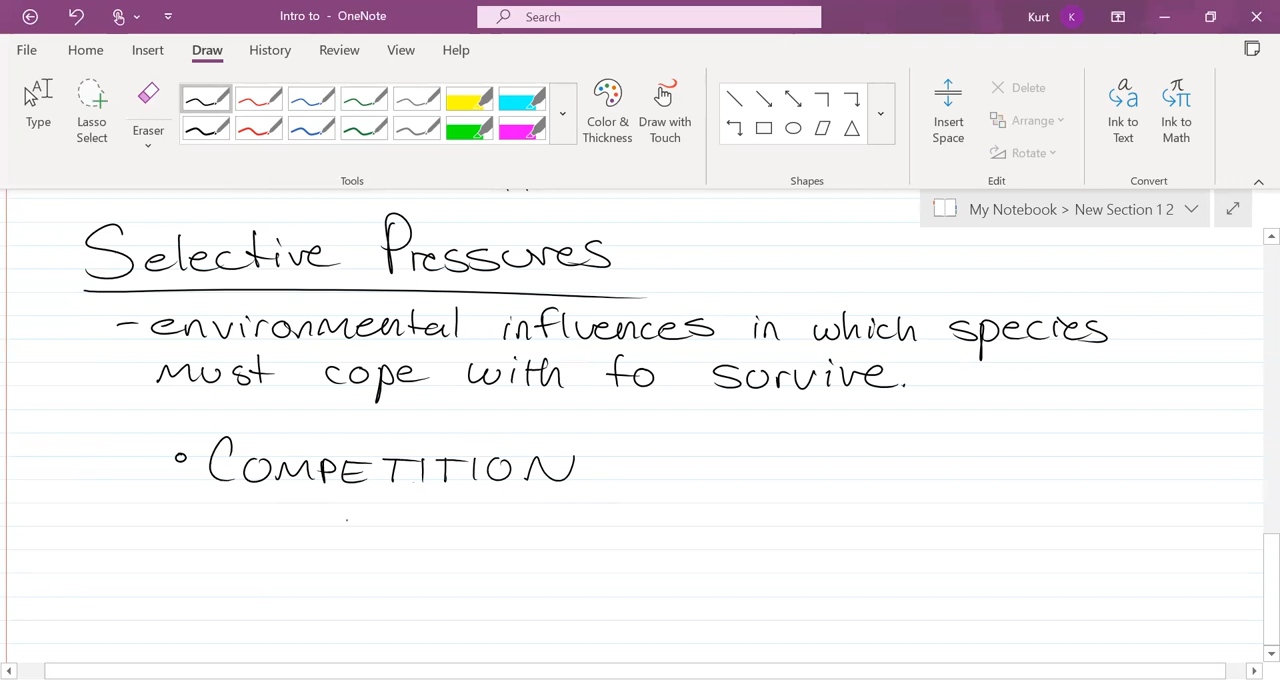 Intro to - OneNote
Search
Kurt K
File Home Insert Draw History Review View Help
Type
Lasso Select
Eraser
Color & Thickness
Draw with Touch
Insert Space
Delete
Arrange
Rotate
Ink to Text
Ink to Math
Tools
Shapes
Edit
Convert
My Notebook > New Section 1 2
Selective Pressures
- environmental influences in which species
must cope with to survive.
• COMPETITION